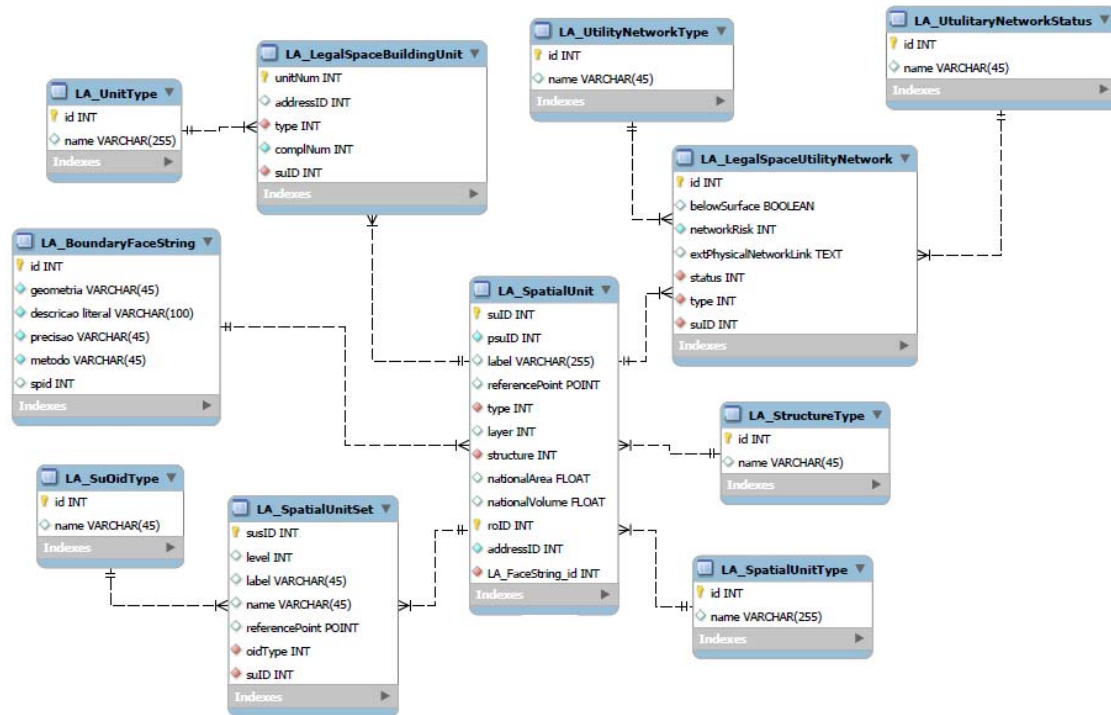 LA_UnitType
id INT
name VARCHAR(255)
Indexes
LA_LegalSpaceBuildingUnit
unitNum INT
addressID INT
type INT
complNum INT
suID INT
Indexes
LA_UtilityNetworkType
id INT
name VARCHAR(45)
Indexes
LA_UtulitaryNetworkStatus
id INT
name VARCHAR(45)
Indexes
LA_LegalSpaceUtilityNetwork
id INT
belowSurface BOOLEAN
networkRisk INT
extPhysicalNetworkLink TEXT
status INT
type INT
suID INT
Indexes
LA_BoundaryFaceString
id INT
geometria VARCHAR(45)
descricao literal VARCHAR(100)
precisao VARCHAR(45)
metodo VARCHAR(45)
spid INT
Indexes
LA_SpatialUnit
suID INT
psuID INT
label VARCHAR(255)
referencePoint POINT
type INT
layer INT
structure INT
nationalArea FLOAT
nationalVolume FLOAT
roID INT
addressID INT
LA_FaceString_id INT
Indexes
LA_StructureType
id INT
name VARCHAR(45)
Indexes
LA_SuOidType
id INT
name VARCHAR(45)
Indexes
LA_SpatialUnitSet
susID INT
level INT
label VARCHAR(45)
name VARCHAR(45)
referencePoint POINT
oidType INT
suID INT
Indexes
LA_SpatialUnitType
id INT
name VARCHAR(255)
Indexes